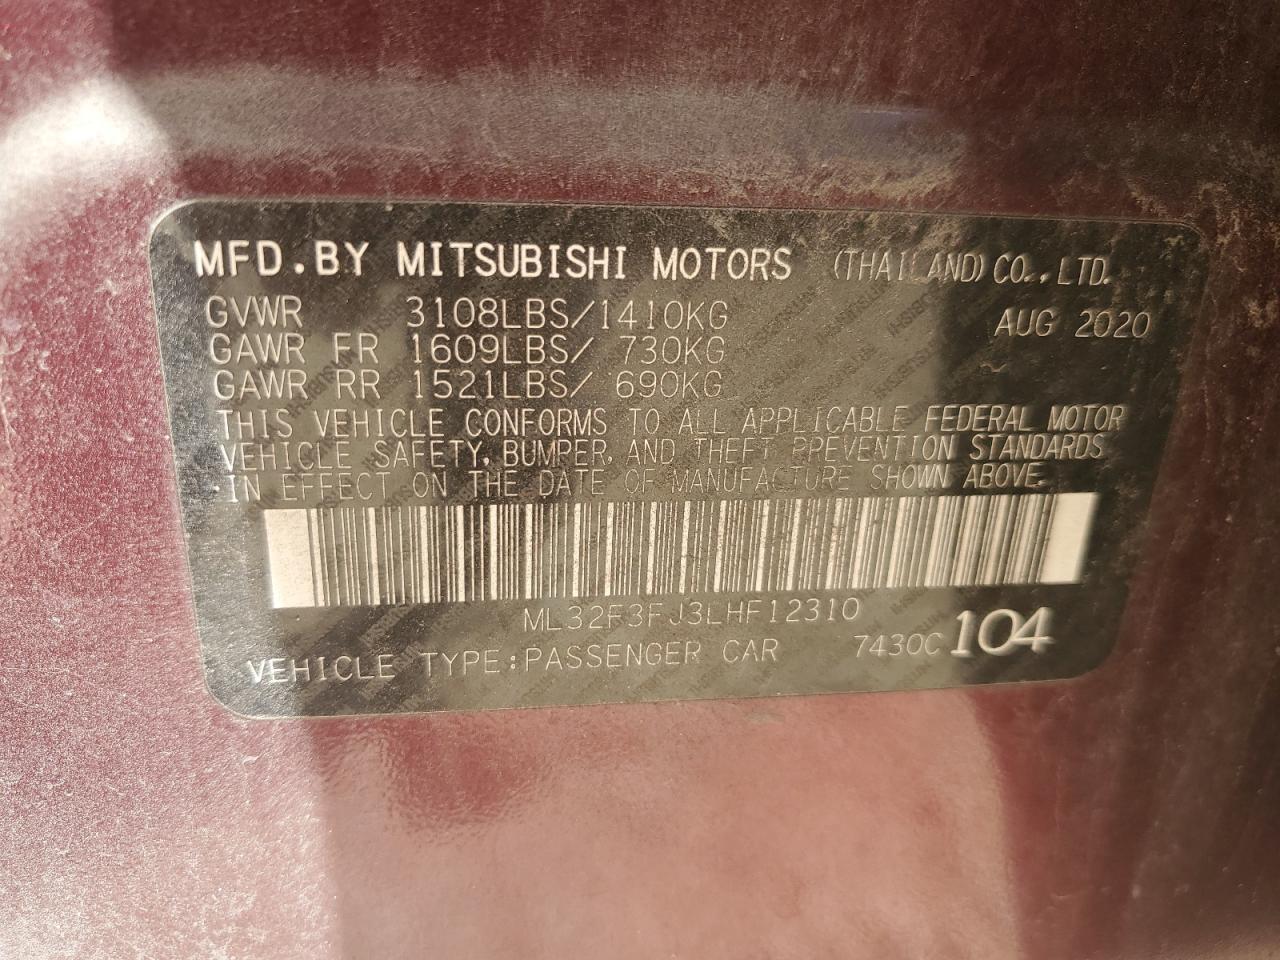 MFD.BY MITSUBISHI MOTORS (THAILAND) CO.,LTD.
GVWR 3108LBS/1410KG AUG 2020
GAWR FR 1609LBS/ 730KG
GAWR RR 1521LBS/ 690KG
THIS VEHICLE CONFORMS TO ALL APPLICABLE FEDERAL MOTOR
VEHICLE SAFETY, BUMPER, AND THEFT PREVENTION STANDARDS
IN EFFECT ON THE DATE OF MANUFACTURE SHOWN ABOVE.
ML32F3FJ3LHF12310
VEHICLE TYPE:PASSENGER CAR 7430C 104